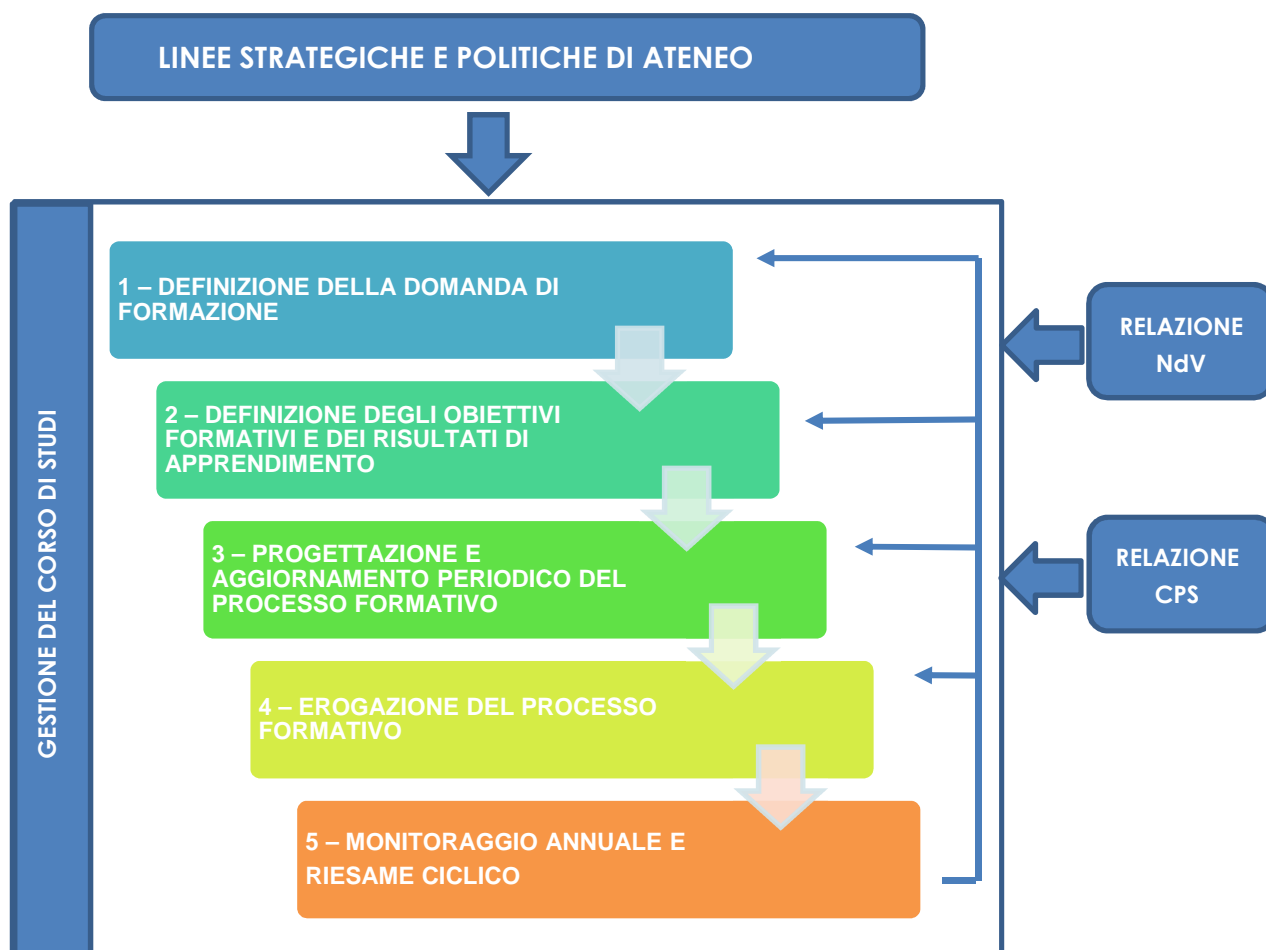 LINEE STRATEGICHE E POLITICHE DI ATENEO
GESTIONE DEL CORSO DI STUDI
1 – DEFINIZIONE DELLA DOMANDA DI
FORMAZIONE
2 – DEFINIZIONE DEGLI OBIETTIVI
FORMATIVI E DEI RISULTATI DI
APPRENDIMENTO
3 – PROGETTAZIONE E
AGGIORNAMENTO PERIODICO DEL
PROCESSO FORMATIVO
4 – EROGAZIONE DEL PROCESSO
FORMATIVO
5 – MONITORAGGIO ANNUALE E
RIESAME CICLICO
RELAZIONE
NdV
RELAZIONE
CPS